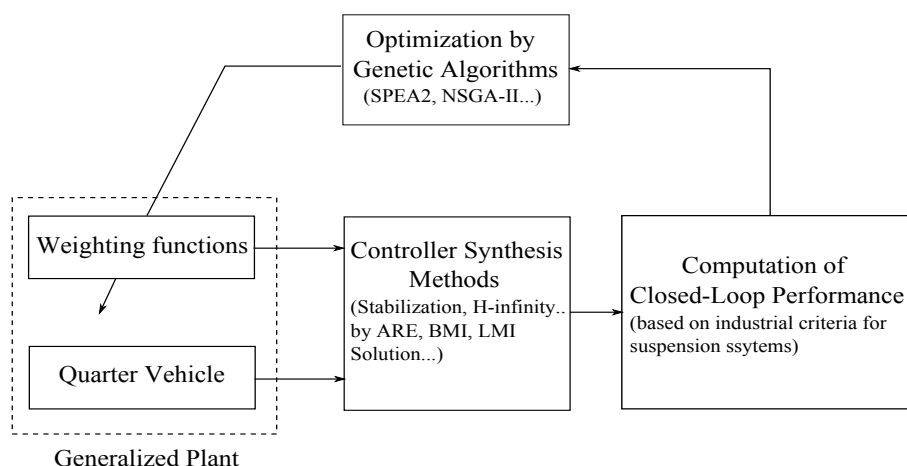 Optimization by
Genetic Algorithms
(SPEA2, NSGA-II...)
Weighting functions
Quarter Vehicle
Generalized Plant
Controller Synthesis
Methods
(Stabilization, H-infinity..
by ARE, BMI, LMI
Solution...)
Computation of
Closed-Loop Performance
(based on industrial criteria for
suspension ssytems)